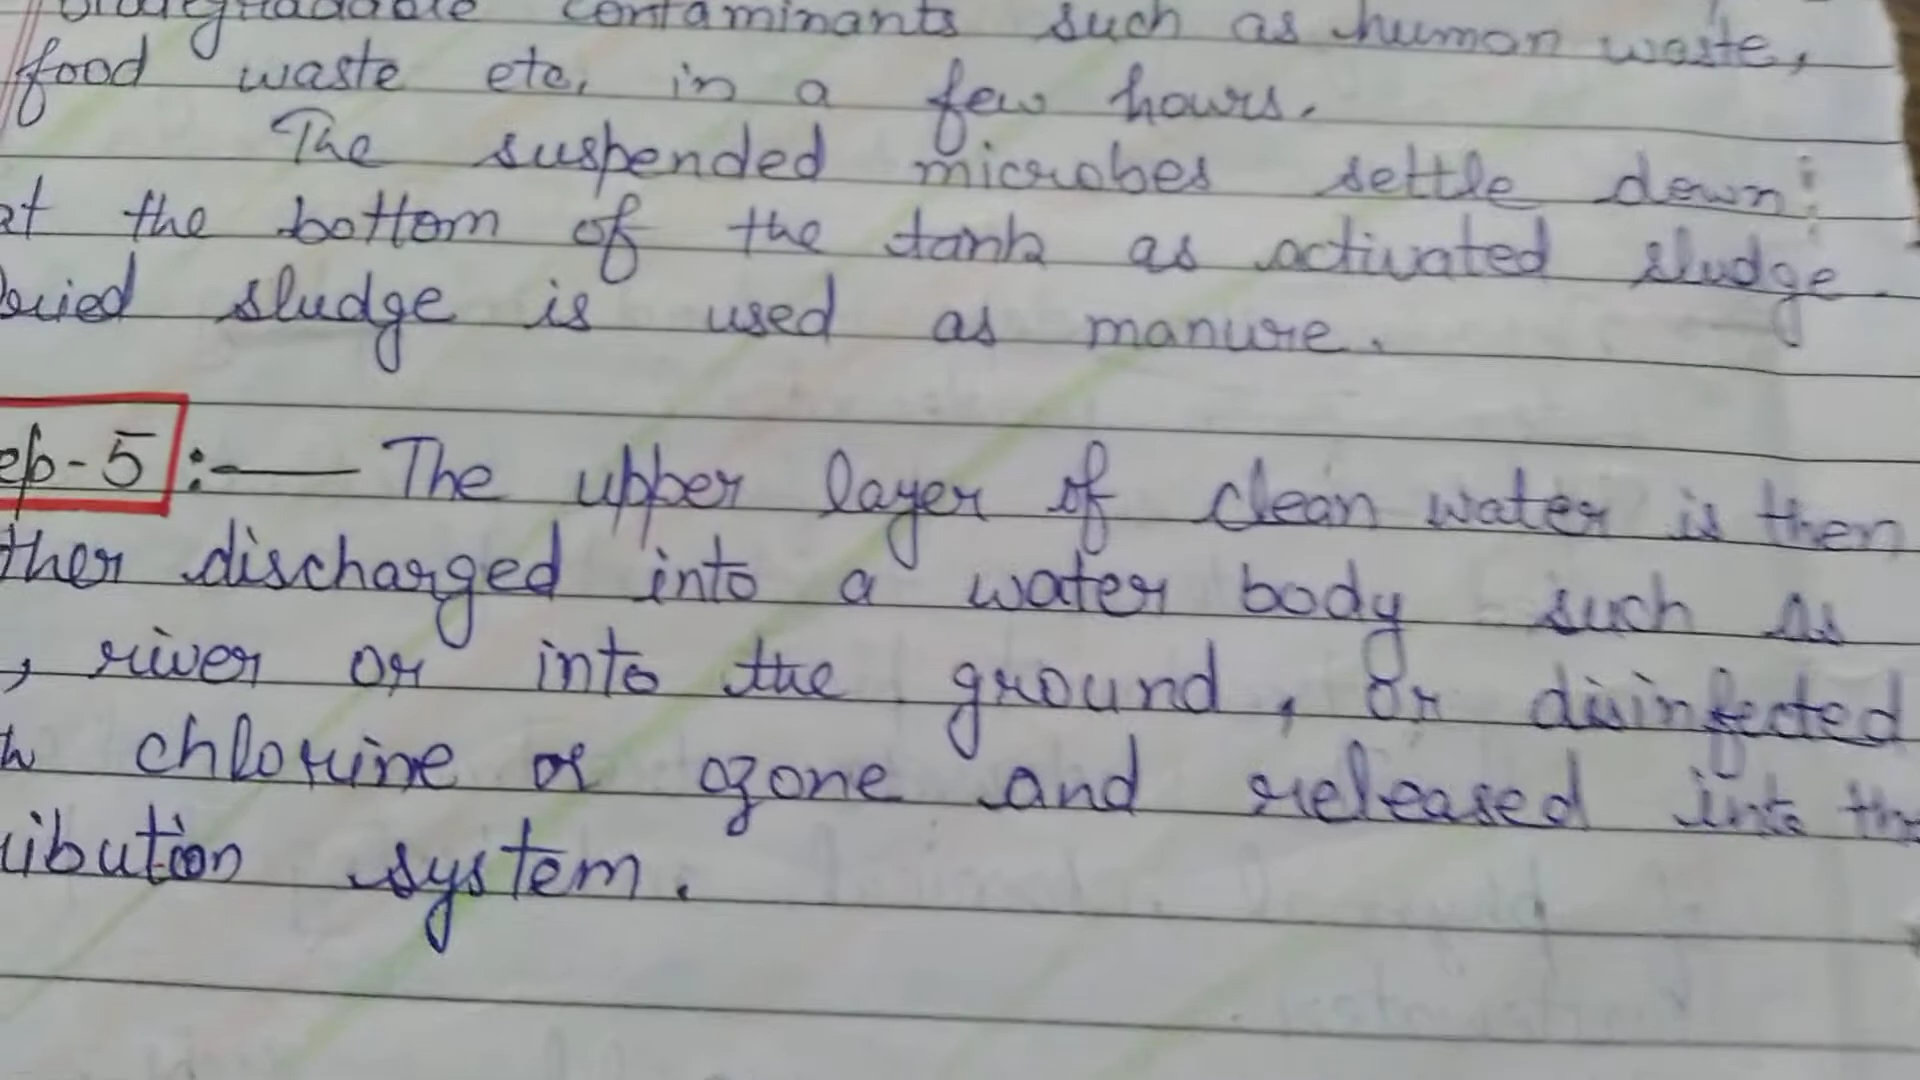 biodegradable contaminants such as human waste,
food waste etc, in a few hours.
The suspended microbes settle down
at the bottom of the tank as activated sludge
Dried sludge is used as manure.
ep-5 :— The upper layer of clean water is then
ther discharged into a water body such as
, river or into the ground, or disinfected
h chlorine or ozone and released into the
ribution system.